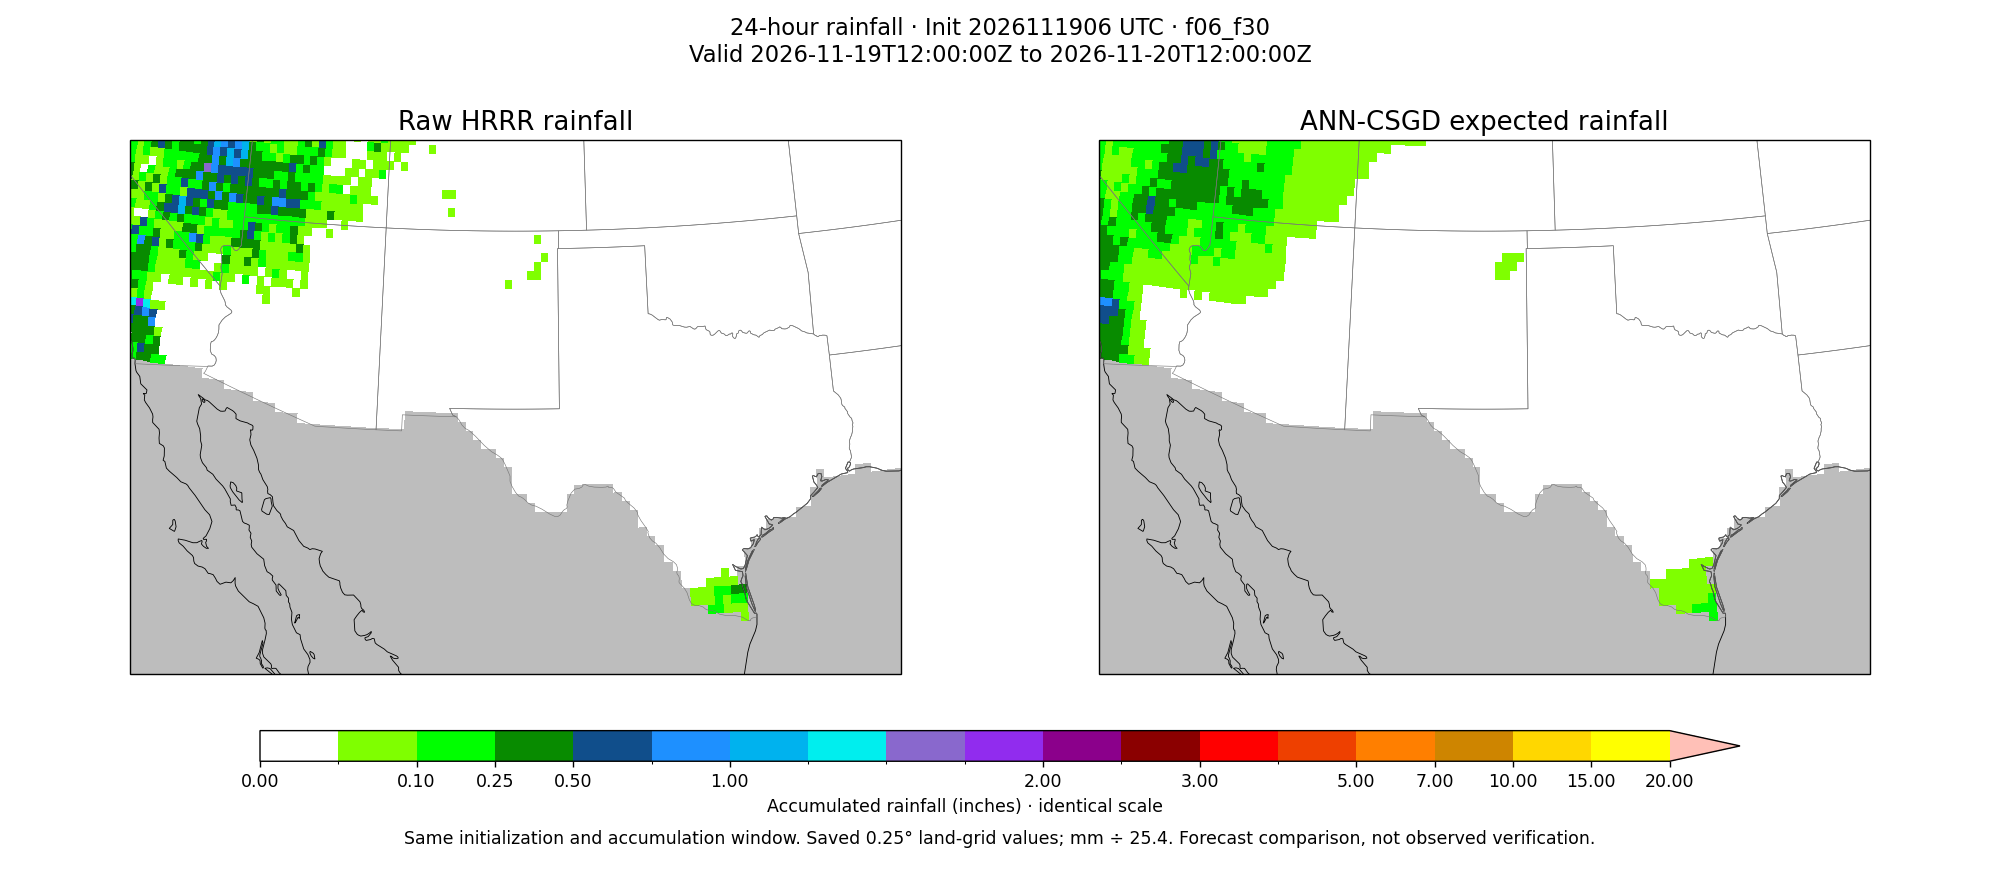 24-hour rainfall · Init 2026111906 UTC · f06_f30
Valid 2026-11-19T12:00:00Z to 2026-11-20T12:00:00Z
Raw HRRR rainfall
ANN-CSGD expected rainfall
0.00 0.10 0.25 0.50 1.00 2.00 3.00 5.00 7.00 10.00 15.00 20.00
Accumulated rainfall (inches) · identical scale
Same initialization and accumulation window. Saved 0.25° land-grid values; mm ÷ 25.4. Forecast comparison, not observed verification.